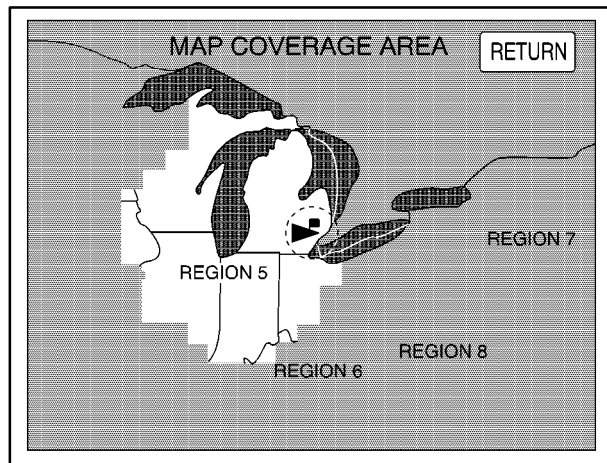 MAP COVERAGE AREA
RETURN
REGION 7
REGION 5
REGION 8
REGION 6